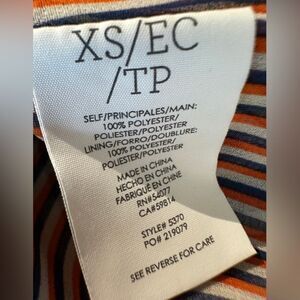 XS/EC
/TP
SELF/PRINCIPALES/MAIN:
100% POLYESTER/
POLIESTER/POLYESTER
LINING/FORRO/DOUBLURE:
100% POLYESTER/
POLIESTER/POLYESTER
MADE IN CHINA
HECHO EN CHINA
FABRIQUÉ EN CHINE
RN#54077
CA#59814
STYLE# 5370
PO# 219079
SEE REVERSE FOR CARE